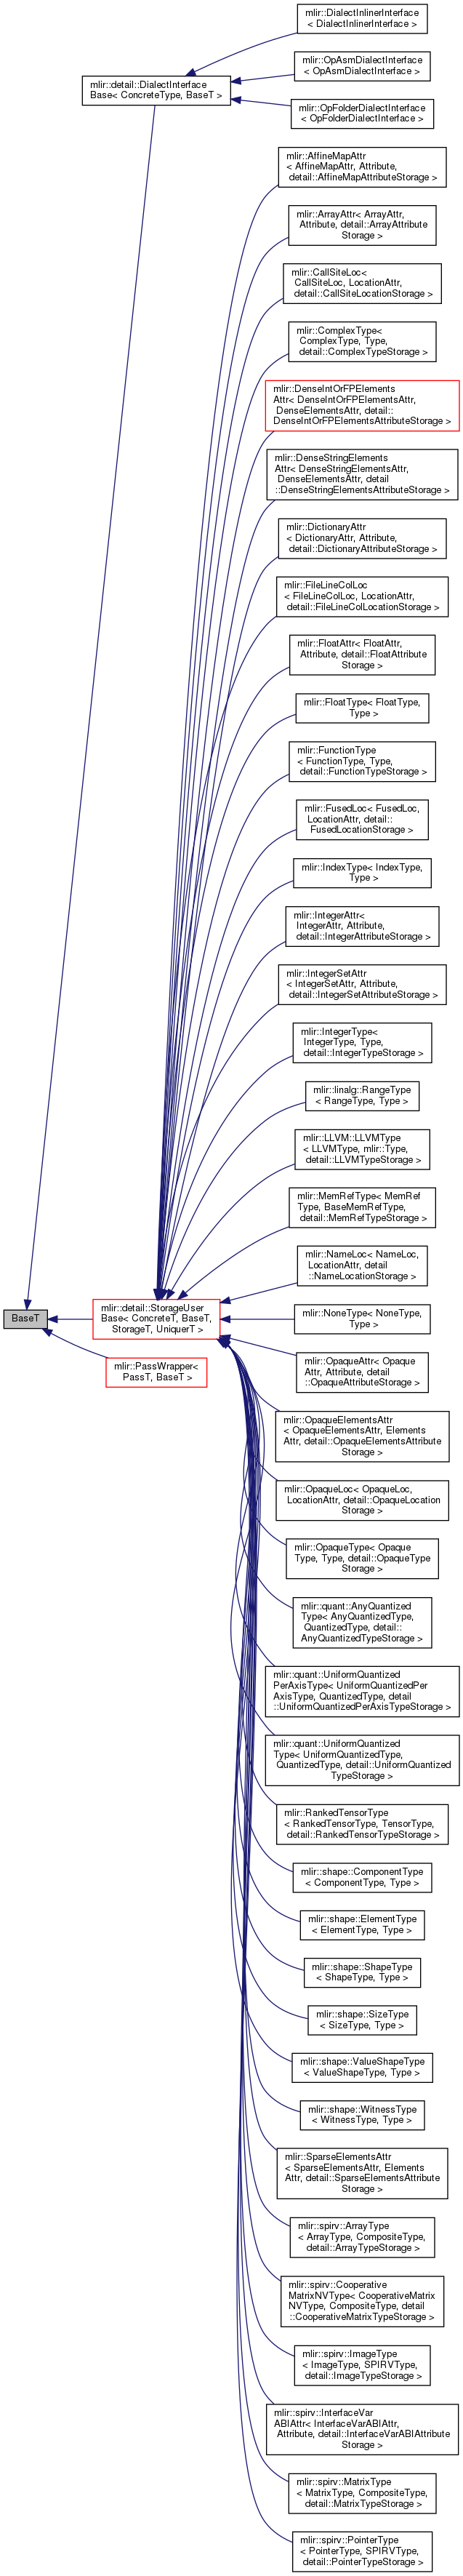 mlir::DialectInlinerInterface
< DialectInlinerInterface >
mlir::OpAsmDialectInterface
< OpAsmDialectInterface >
mlir::detail::DialectInterface
Base< ConcreteType, BaseT >
mlir::OpFolderDialectInterface
< OpFolderDialectInterface >
mlir::AffineMapAttr
< AffineMapAttr, Attribute,
detail::AffineMapAttributeStorage >
mlir::ArrayAttr< ArrayAttr,
Attribute, detail::ArrayAttribute
Storage >
mlir::CallSiteLoc<
CallSiteLoc, LocationAttr,
detail::CallSiteLocationStorage >
mlir::ComplexType<
ComplexType, Type,
detail::ComplexTypeStorage >
mlir::DenseIntOrFPElements
Attr< DenseIntOrFPElementsAttr,
DenseElementsAttr, detail::
DenseIntOrFPElementsAttributeStorage >
mlir::DenseStringElements
Attr< DenseStringElementsAttr,
DenseElementsAttr, detail
::DenseStringElementsAttributeStorage >
mlir::DictionaryAttr
< DictionaryAttr, Attribute,
detail::DictionaryAttributeStorage >
mlir::FileLineColLoc
< FileLineColLoc, LocationAttr,
detail::FileLineColLocationStorage >
mlir::FloatAttr< FloatAttr,
Attribute, detail::FloatAttribute
Storage >
mlir::FloatType< FloatType,
Type >
mlir::FunctionType
< FunctionType, Type,
detail::FunctionTypeStorage >
mlir::FusedLoc< FusedLoc,
LocationAttr, detail::
FusedLocationStorage >
mlir::IndexType< IndexType,
Type >
mlir::IntegerAttr<
IntegerAttr, Attribute,
detail::IntegerAttributeStorage >
mlir::IntegerSetAttr
< IntegerSetAttr, Attribute,
detail::IntegerSetAttributeStorage >
mlir::IntegerType<
IntegerType, Type,
detail::IntegerTypeStorage >
mlir::linalg::RangeType
< RangeType, Type >
mlir::LLVM::LLVMType
< LLVMType, mlir::Type,
detail::LLVMTypeStorage >
mlir::MemRefType< MemRef
Type, BaseMemRefType,
detail::MemRefTypeStorage >
mlir::NameLoc< NameLoc,
LocationAttr, detail
::NameLocationStorage >
BaseT
mlir::detail::StorageUser
Base< ConcreteT, BaseT,
StorageT, UniquerT >
mlir::NoneType< NoneType,
Type >
mlir::PassWrapper<
PassT, BaseT >
mlir::OpaqueAttr< Opaque
Attr, Attribute, detail
::OpaqueAttributeStorage >
mlir::OpaqueElementsAttr
< OpaqueElementsAttr, Elements
Attr, detail::OpaqueElementsAttribute
Storage >
mlir::OpaqueLoc< OpaqueLoc,
LocationAttr, detail::OpaqueLocation
Storage >
mlir::OpaqueType< Opaque
Type, Type, detail::OpaqueType
Storage >
mlir::quant::AnyQuantized
Type< AnyQuantizedType,
QuantizedType, detail::
AnyQuantizedTypeStorage >
mlir::quant::UniformQuantized
PerAxisType< UniformQuantizedPer
AxisType, QuantizedType, detail
::UniformQuantizedPerAxisTypeStorage >
mlir::quant::UniformQuantized
Type< UniformQuantizedType,
QuantizedType, detail::UniformQuantized
TypeStorage >
mlir::RankedTensorType
< RankedTensorType, TensorType,
detail::RankedTensorTypeStorage >
mlir::shape::ComponentType
< ComponentType, Type >
mlir::shape::ElementType
< ElementType, Type >
mlir::shape::ShapeType
< ShapeType, Type >
mlir::shape::SizeType
< SizeType, Type >
mlir::shape::ValueShapeType
< ValueShapeType, Type >
mlir::shape::WitnessType
< WitnessType, Type >
mlir::SparseElementsAttr
< SparseElementsAttr, Elements
Attr, detail::SparseElementsAttribute
Storage >
mlir::spirv::ArrayType
< ArrayType, CompositeType,
detail::ArrayTypeStorage >
mlir::spirv::Cooperative
MatrixNVType< CooperativeMatrix
NVType, CompositeType, detail
::CooperativeMatrixTypeStorage >
mlir::spirv::ImageType
< ImageType, SPIRVType,
detail::ImageTypeStorage >
mlir::spirv::InterfaceVar
ABIAttr< InterfaceVarABIAttr,
Attribute, detail::InterfaceVarABIAttribute
Storage >
mlir::spirv::MatrixType
< MatrixType, CompositeType,
detail::MatrixTypeStorage >
mlir::spirv::PointerType
< PointerType, SPIRVType,
detail::PointerTypeStorage >